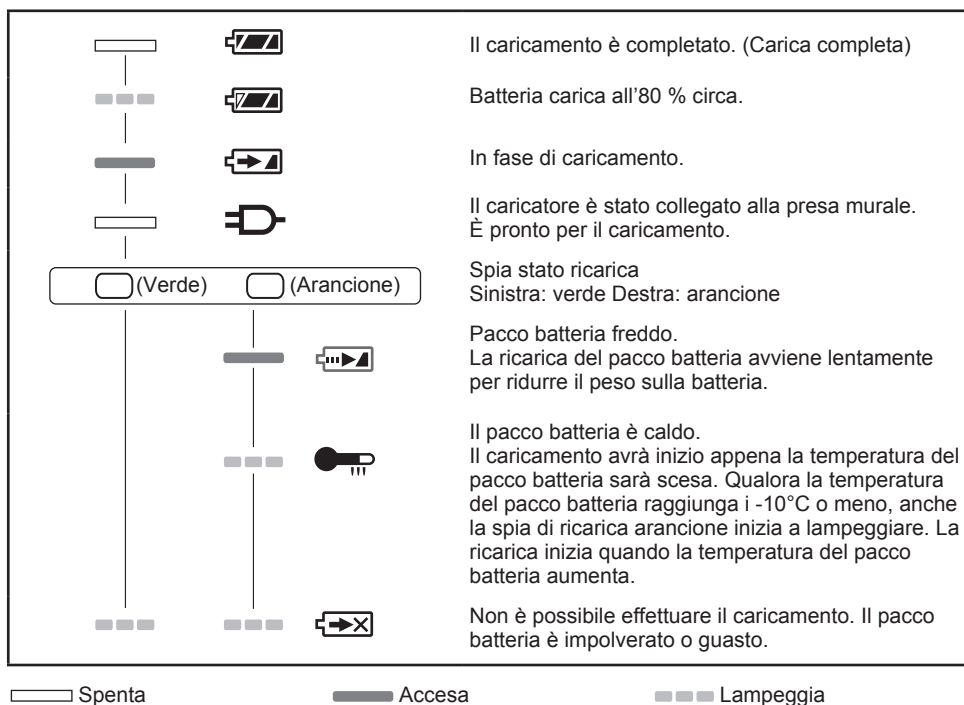 Il caricamento è completato. (Carica completa)
Batteria carica all'80 % circa.
In fase di caricamento.
Il caricatore è stato collegato alla presa murale.
È pronto per il caricamento.
(Verde) (Arancione)
Spia stato ricarica
Sinistra: verde Destra: arancione
Pacco batteria freddo.
La ricarica del pacco batteria avviene lentamente
per ridurre il peso sulla batteria.
Il pacco batteria è caldo.
Il caricamento avrà inizio appena la temperatura del
pacco batteria sarà scesa. Qualora la temperatura
del pacco batteria raggiunga i -10°C o meno, anche
la spia di ricarica arancione inizia a lampeggiare. La
ricarica inizia quando la temperatura del pacco
batteria aumenta.
Non è possibile effettuare il caricamento. Il pacco
batteria è impolverato o guasto.
Spenta Accesa Lampeggia